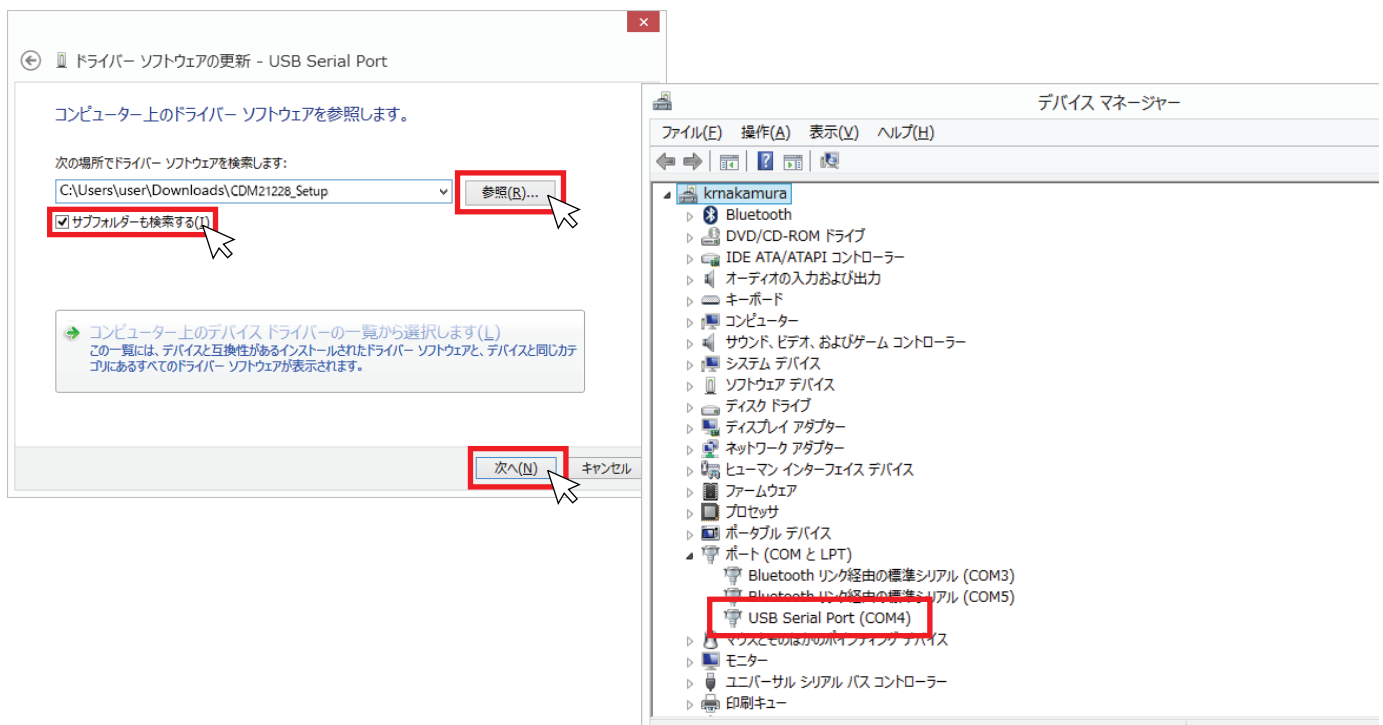 ドライバー ソフトウェアの更新 - USB Serial Port
コンピューター上のドライバー ソフトウェアを参照します。
次の場所でドライバー ソフトウェアを検索します:
C:\Users\user\Downloads\CDM21228_Setup
参照(R)...
サブフォルダーも検索する(I)
コンピューター上のデバイス ドライバーの一覧から選択します(L)
この一覧には、デバイスと互換性があるインストールされたドライバー ソフトウェアと、デバイスと同じカテ
ゴリにあるすべてのドライバー ソフトウェアが表示されます。
次へ(N)
キャンセル
デバイス マネージャー
ファイル(F) 操作(A) 表示(V) ヘルプ(H)
krnakamura
Bluetooth
DVD/CD-ROM ドライブ
IDE ATA/ATAPI コントローラー
オーディオの入力および出力
キーボード
コンピューター
サウンド、ビデオ、およびゲーム コントローラー
システム デバイス
ソフトウェア デバイス
ディスク ドライブ
ディスプレイ アダプター
ネットワーク アダプター
ヒューマン インターフェイス デバイス
ファームウェア
プロセッサ
ポータブル デバイス
ポート (COM と LPT)
Bluetooth リンク経由の標準シリアル (COM3)
Bluetooth リンク経由の標準シリアル (COM5)
USB Serial Port (COM4)
マウスとそのほかのポインティング デバイス
モニター
ユニバーサル シリアル バス コントローラー
印刷キュー